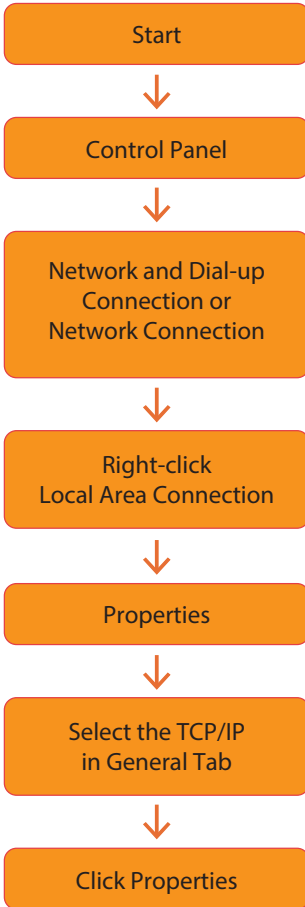 Start
Control Panel
Network and Dial-up
Connection or
Network Connection
Right-click
Local Area Connection
Properties
Select the TCP/IP
in General Tab
Click Properties